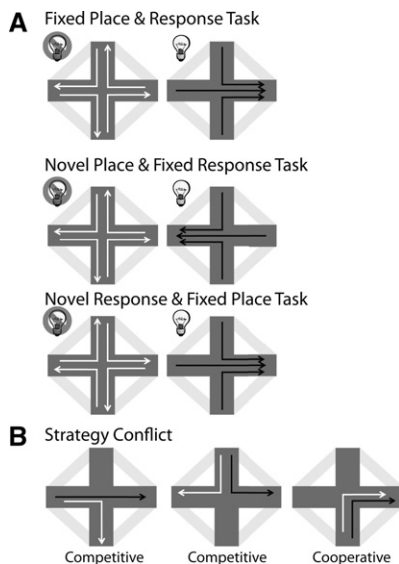 A
Fixed Place & Response Task
Novel Place & Fixed Response Task
Novel Response & Fixed Place Task
B
Strategy Conflict
Competitive
Competitive
Cooperative